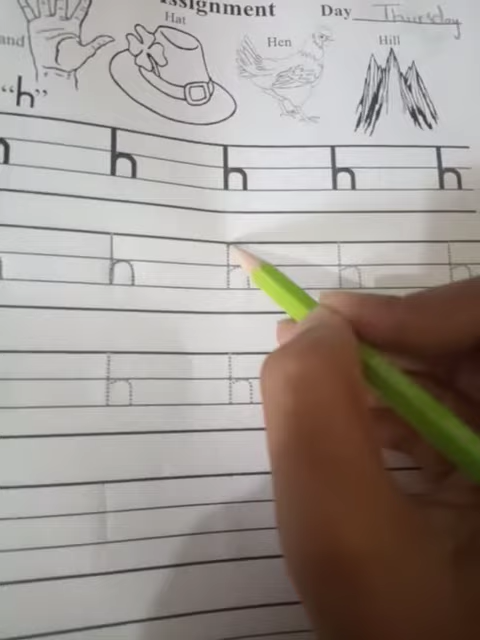 ssignment Day Thursday
and Hat Hen Hill
"h"
h h h h h
h h h h
h h